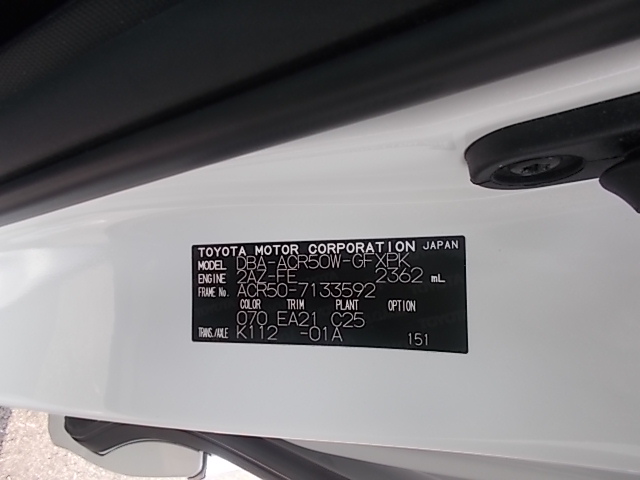 TOYOTA MOTOR CORPORATION JAPAN
MODEL DBA-ACR50W-GFXPK
ENGINE 2AZ-FE 2362 mL
FRAME No. ACR50-7133592
COLOR TRIM PLANT OPTION
070 EA21 C25
TRANS./AXLE K112 -01A 151